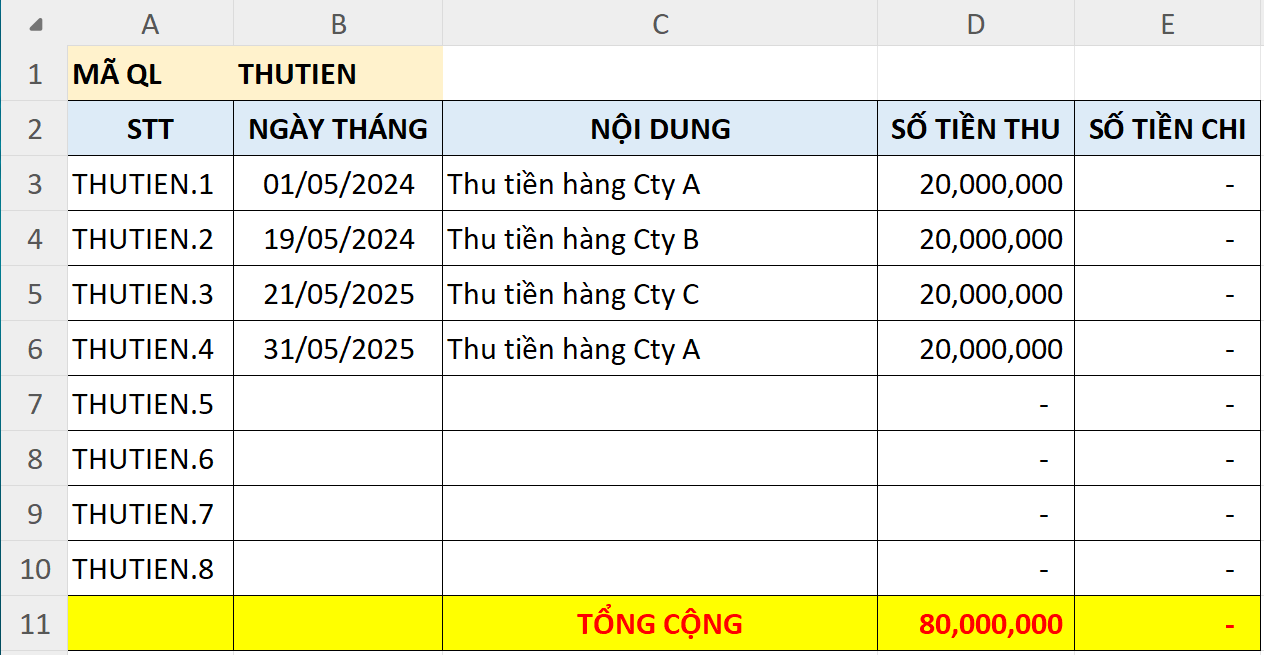 A B C D E
1 MÃ QL THUTIEN
2 STT NGÀY THÁNG NỘI DUNG SỐ TIỀN THU SỐ TIỀN CHI
3 THUTIEN.1 01/05/2024 Thu tiền hàng Cty A 20,000,000 -
4 THUTIEN.2 19/05/2024 Thu tiền hàng Cty B 20,000,000 -
5 THUTIEN.3 21/05/2025 Thu tiền hàng Cty C 20,000,000 -
6 THUTIEN.4 31/05/2025 Thu tiền hàng Cty A 20,000,000 -
7 THUTIEN.5 - -
8 THUTIEN.6 - -
9 THUTIEN.7 - -
10 THUTIEN.8 - -
11 TỔNG CỘNG 80,000,000 -